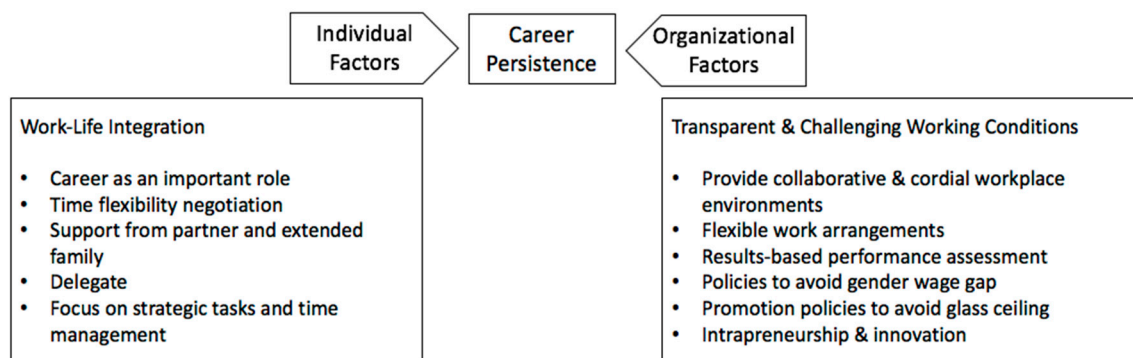 Individual
Factors
Career
Persistence
Organizational
Factors
Work-Life Integration
• Career as an important role
• Time flexibility negotiation
• Support from partner and extended
family
• Delegate
• Focus on strategic tasks and time
management
Transparent & Challenging Working Conditions
• Provide collaborative & cordial workplace
environments
• Flexible work arrangements
• Results-based performance assessment
• Policies to avoid gender wage gap
• Promotion policies to avoid glass ceiling
• Intrapreneurship & innovation